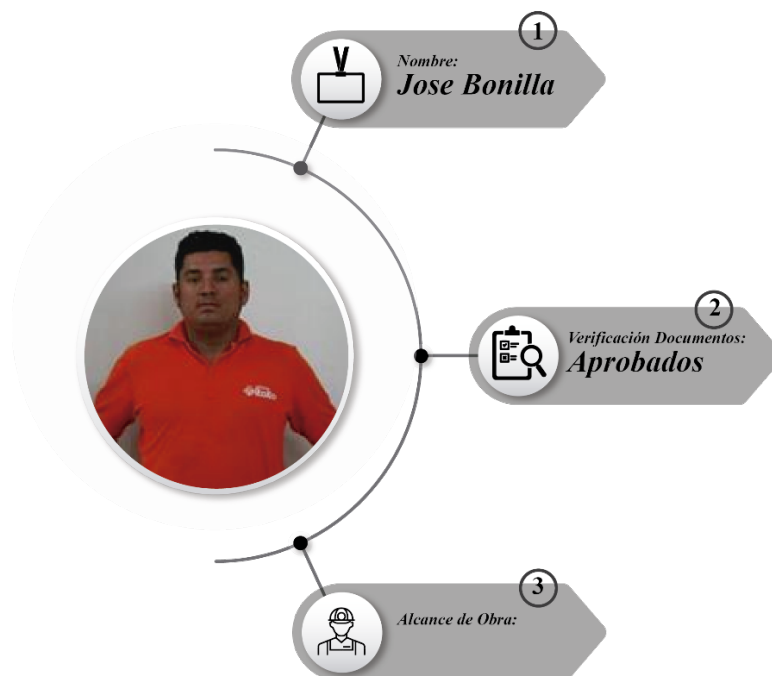 1
Nombre:
Jose Bonilla
2
Verificación Documentos:
Aprobados
3
Alcance de Obra: